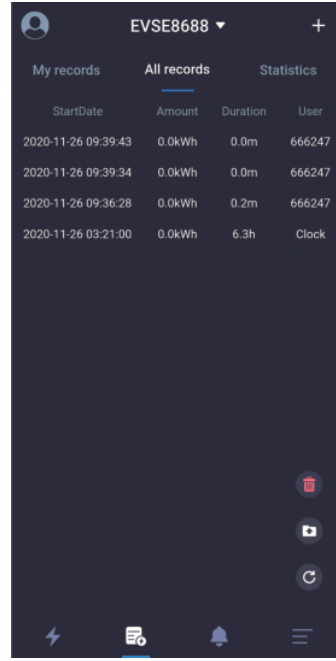 EVSE8688
My records All records Statistics
StartDate Amount Duration User
2020-11-26 09:39:43 0.0kWh 0.0m 666247
2020-11-26 09:39:34 0.0kWh 0.0m 666247
2020-11-26 09:36:28 0.0kWh 0.2m 666247
2020-11-26 03:21:00 0.0kWh 6.3h Clock